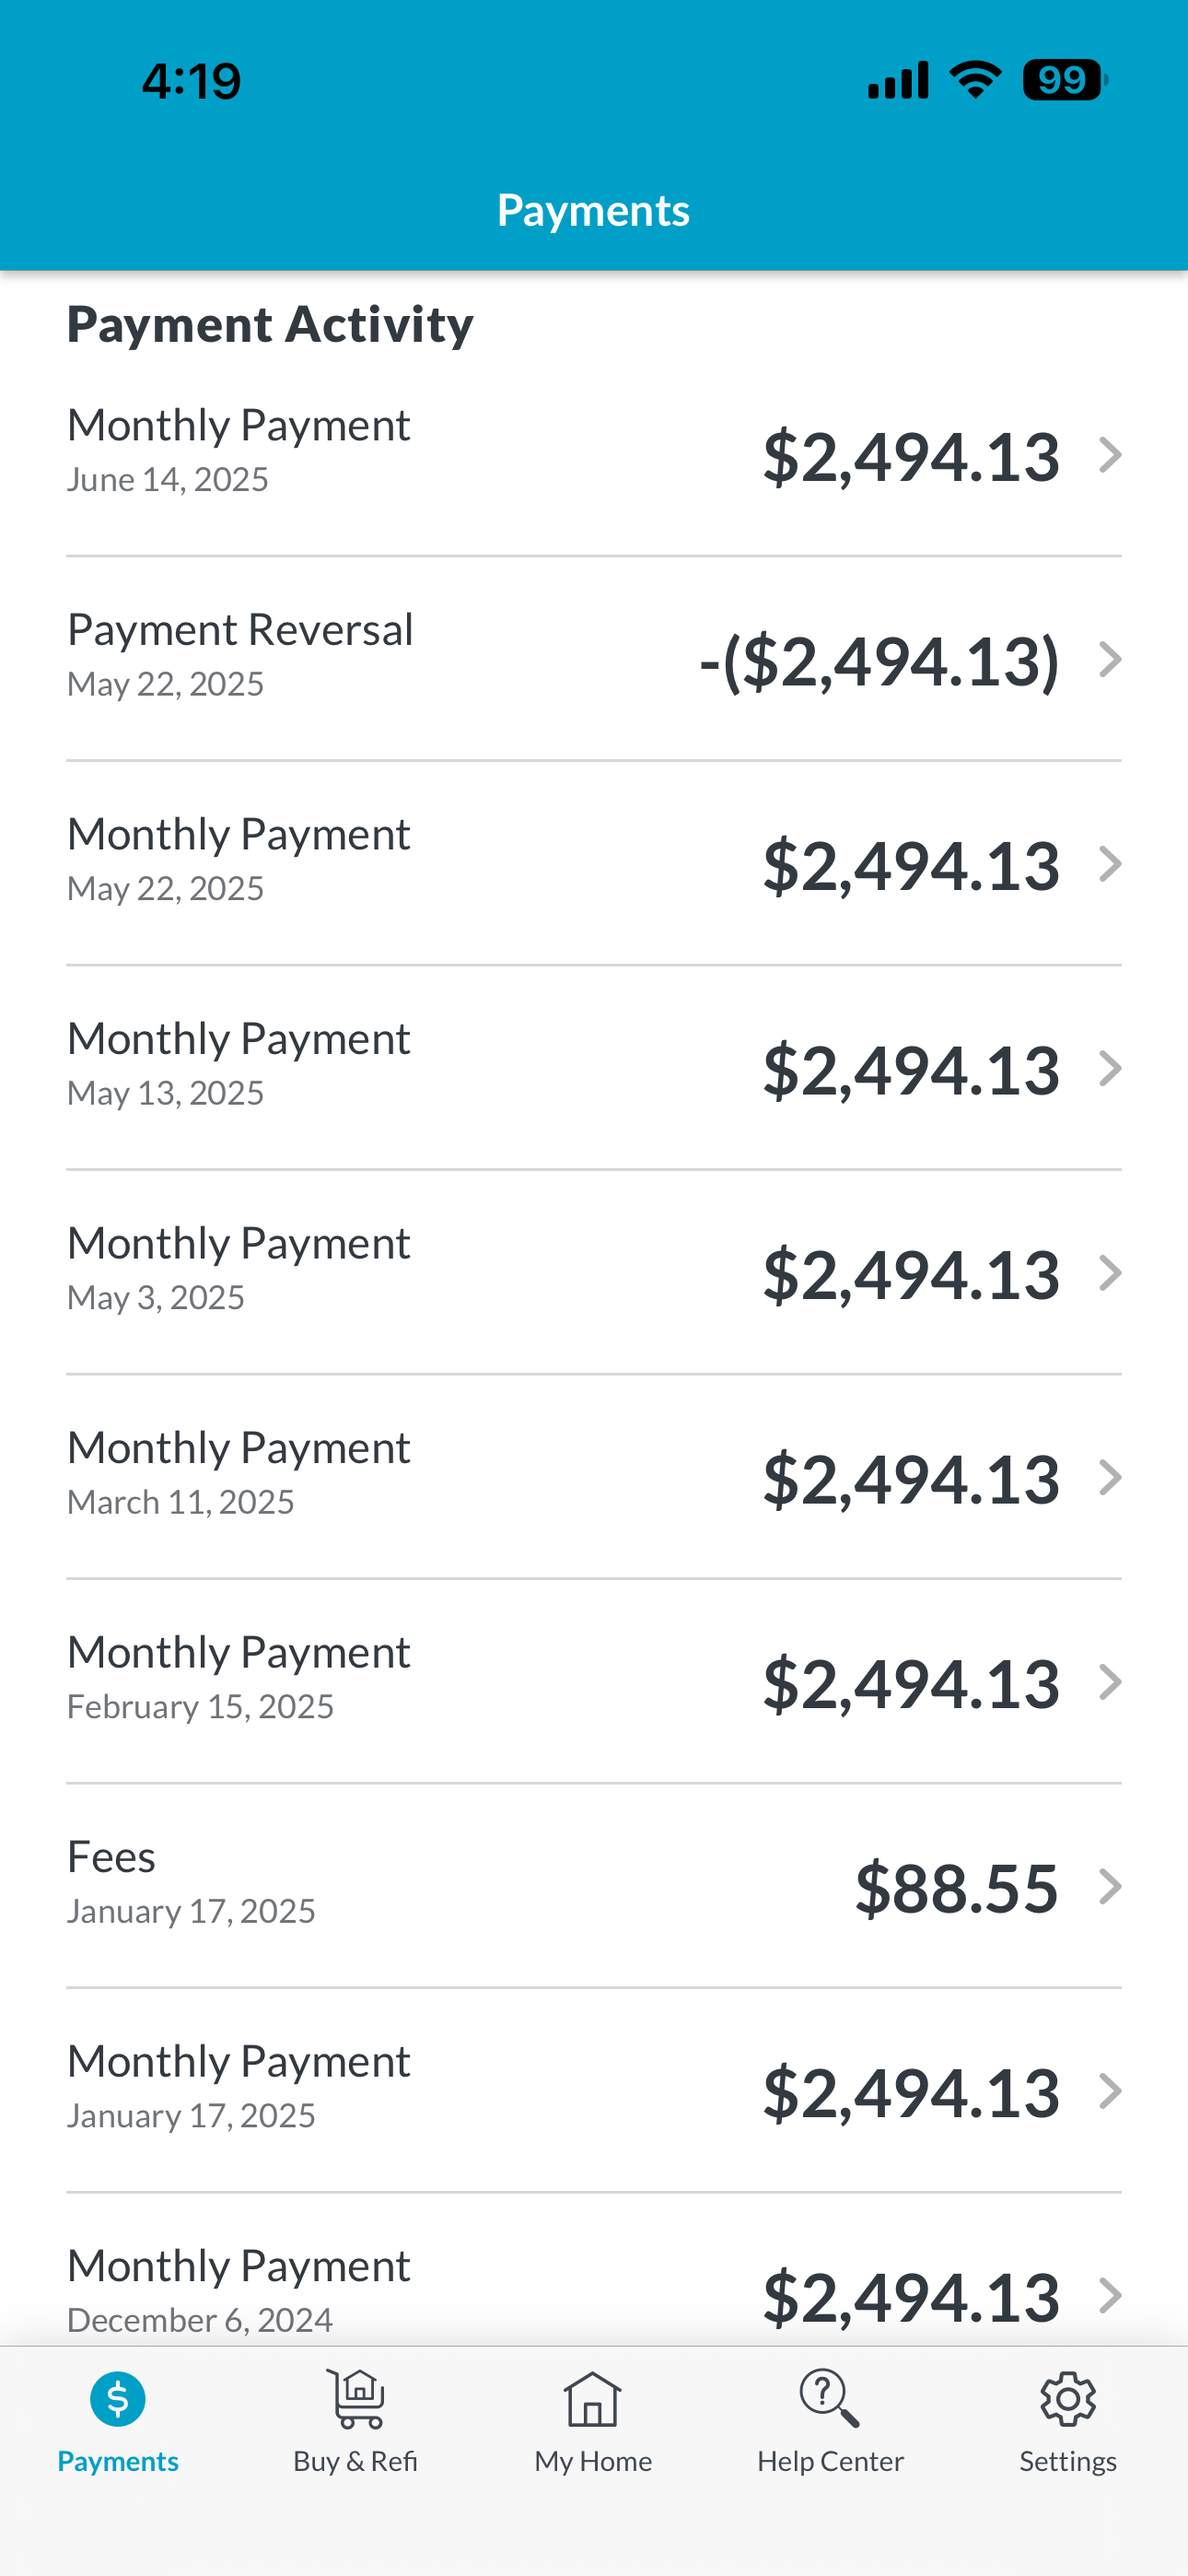 4:19
99
Payments
Payment Activity
Monthly Payment
$2,494.13
June 14, 2025
Payment Reversal
-($2,494.13)
May 22, 2025
Monthly Payment
$2,494.13
May 22, 2025
Monthly Payment
$2,494.13
May 13, 2025
Monthly Payment
$2,494.13
May 3, 2025
Monthly Payment
$2,494.13
March 11, 2025
Monthly Payment
$2,494.13
February 15, 2025
Fees
$88.55
January 17, 2025
Monthly Payment
$2,494.13
January 17, 2025
Monthly Payment
$2,494.13
December 6, 2024
Payments
Buy & Refi
My Home
Help Center
Settings